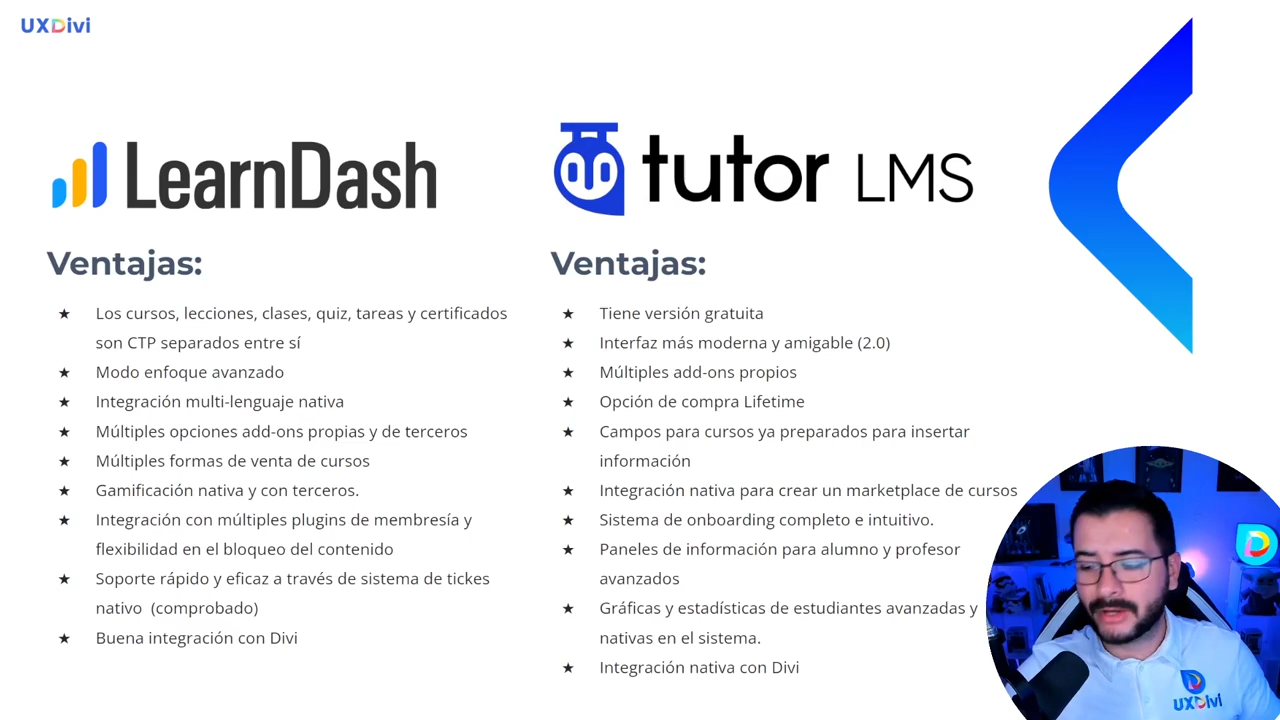 UXDivi
LearnDash
Ventajas:
★ Los cursos, lecciones, clases, quiz, tareas y certificados
son CTP separados entre sí
★ Modo enfoque avanzado
★ Integración multi-lenguaje nativa
★ Múltiples opciones add-ons propias y de terceros
★ Múltiples formas de venta de cursos
★ Gamificación nativa y con terceros.
★ Integración con múltiples plugins de membresía y
flexibilidad en el bloqueo del contenido
★ Soporte rápido y eficaz a través de sistema de tickes
nativo (comprobado)
★ Buena integración con Divi
tutor LMS
Ventajas:
★ Tiene versión gratuita
★ Interfaz más moderna y amigable (2.0)
★ Múltiples add-ons propios
★ Opción de compra Lifetime
★ Campos para cursos ya preparados para insertar
información
★ Integración nativa para crear un marketplace de cursos
★ Sistema de onboarding completo e intuitivo.
★ Paneles de información para alumno y profesor
avanzados
★ Gráficas y estadísticas de estudiantes avanzadas y
nativas en el sistema.
★ Integración nativa con Divi
D
UXDivi